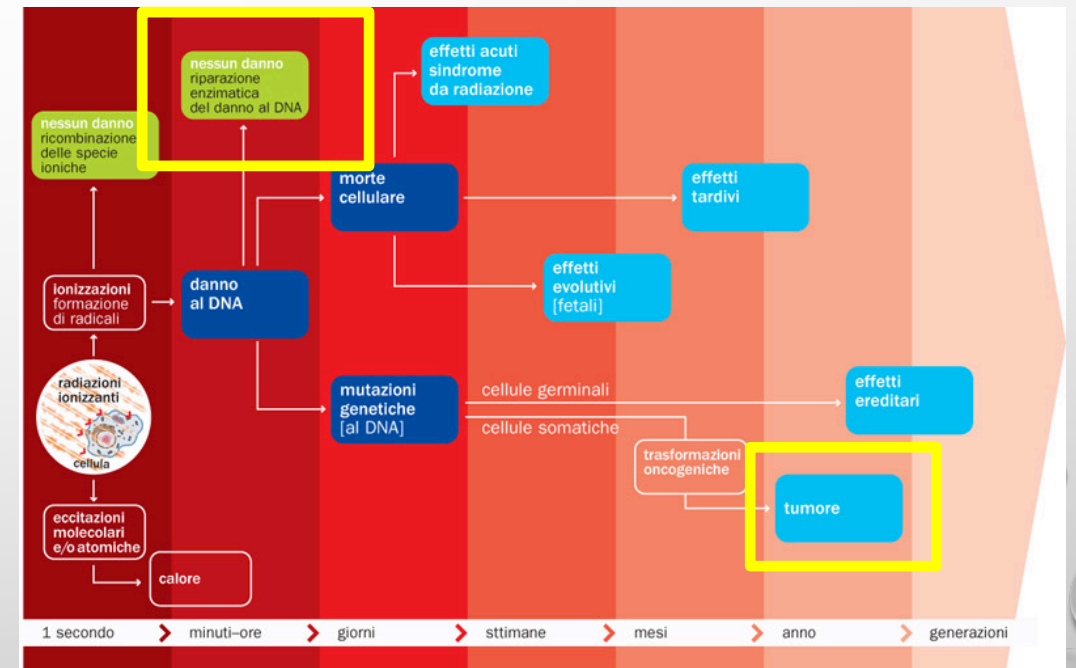 nessun danno
riparazione
enzimatica
del danno al DNA
effetti acuti
sindrome
da radiazione
nessun danno
ricombinazione
delle specie
ioniche
morte
cellulare
effetti
tardivi
ionizzazioni
formazione
di radicali
danno
al DNA
effetti
evolutivi
[fetali]
radiazioni
ionizzanti
cellula
mutazioni
genetiche
[al DNA]
cellule germinali
cellule somatiche
effetti
ereditari
trasformazioni
oncogeniche
tumore
eccitazioni
molecolari
e/o atomiche
calore
1 secondo
minuti–ore
giorni
sttimane
mesi
anno
generazioni